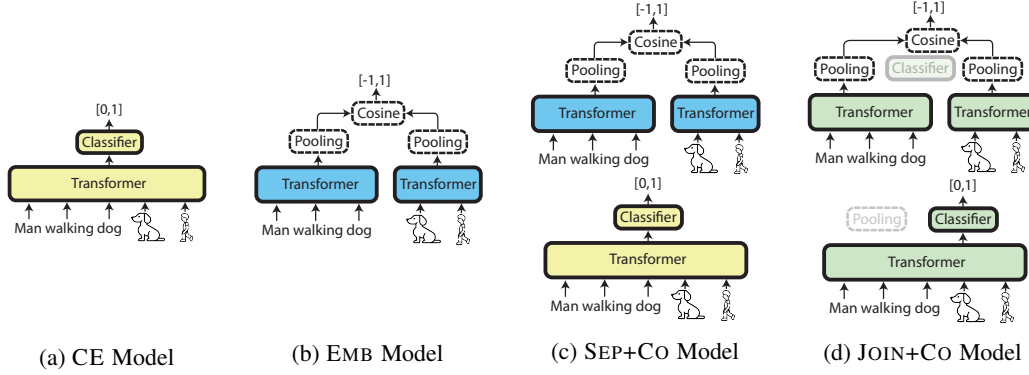 [0,1]
Classifier
Transformer
Man walking dog
(a) CE Model
[-1,1]
Cosine
Pooling Pooling
Transformer Transformer
Man walking dog
(b) EMB Model
[-1,1]
Cosine
Pooling Pooling
Transformer Transformer
Man walking dog
[0,1]
Classifier
Transformer
Man walking dog
(c) SEP+CO Model
[-1,1]
Cosine
Pooling Classifier Pooling
Transformer Transformer
Man walking dog
[0,1]
Pooling Classifier
Transformer
Man walking dog
(d) JOIN+CO Model